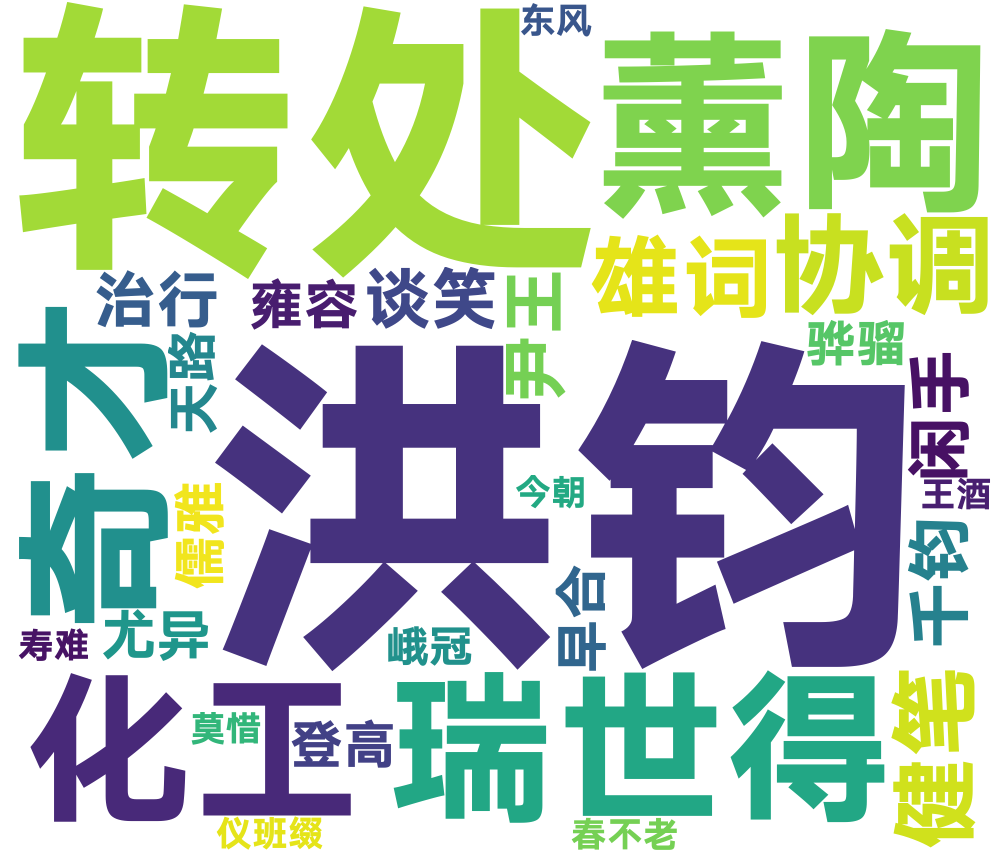 转处
东风
薰陶
雄词
协调
治行
雍容
谈笑
尹王
骅骝
天路
奇才
洪钧
闲手
王酒
今朝
儒雅
千钧
早合
寿难
尤异
峨冠
化工
莫惜
登高
瑞世得
健笔
仪班缀
春不老